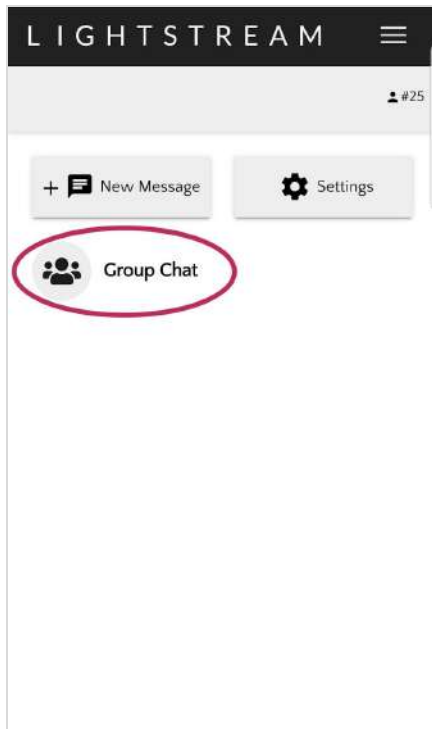 LIGHTSTREAM
#25
+ New Message
Settings
Group Chat